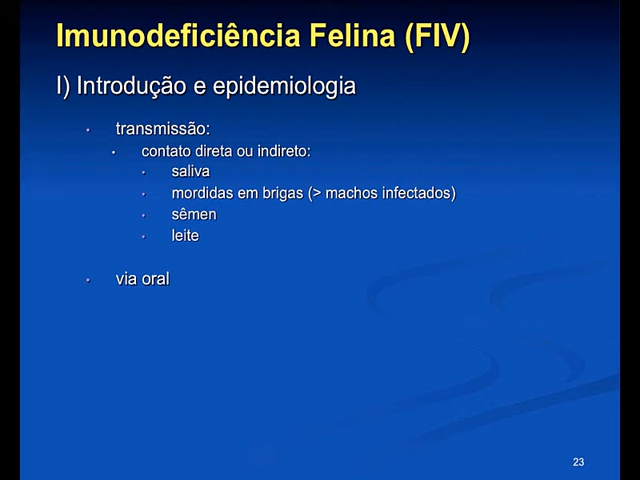 Imunodeficiência Felina (FIV)
I) Introdução e epidemiologia
• transmissão:
• contato direta ou indireto:
• saliva
• mordidas em brigas (> machos infectados)
• sêmen
• leite
• via oral
23